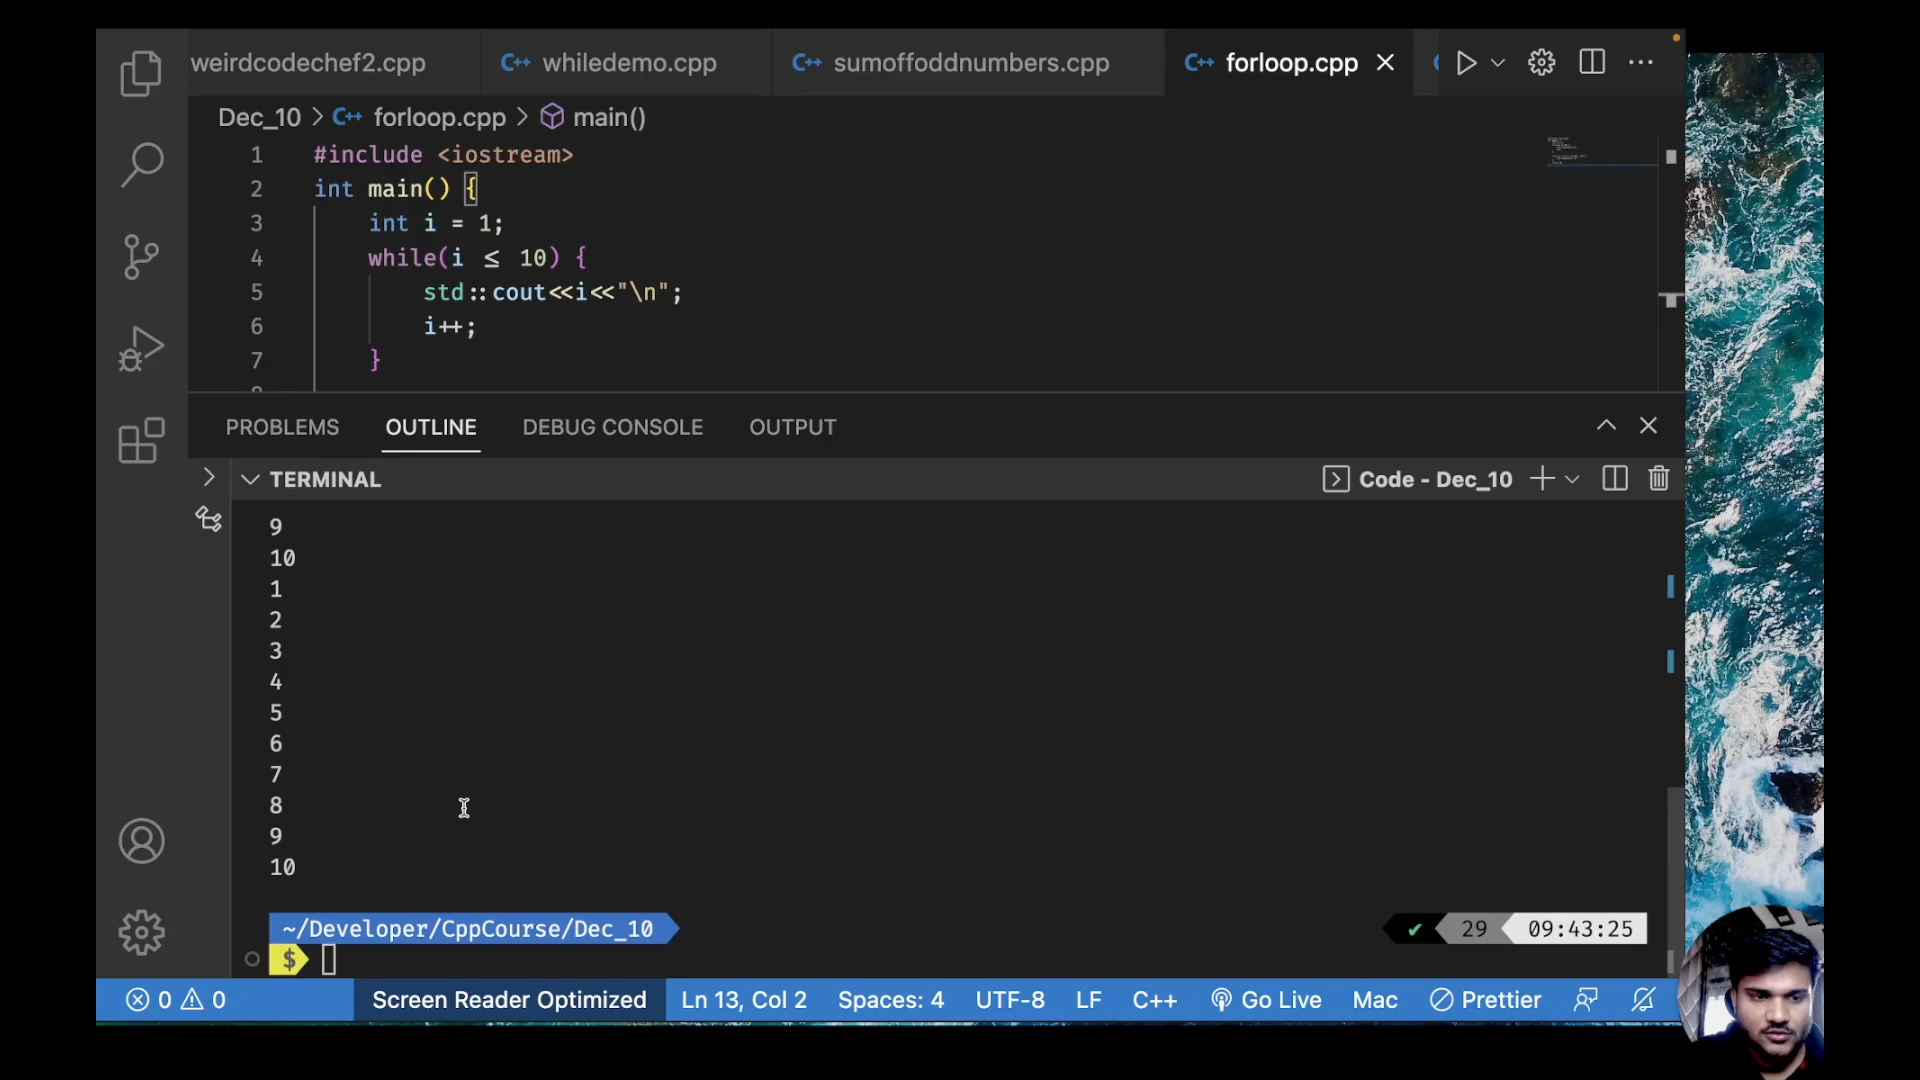 weirdcodechef2.cpp
C++ whiledemo.cpp
C++ sumoffoddnumbers.cpp
C++ forloop.cpp
Dec_10 > C++ forloop.cpp > main()
1 #include <iostream>
2 int main() {
3 int i = 1;
4 while(i ≤ 10) {
5 std::cout<<i<<"\n";
6 i++;
7 }
PROBLEMS OUTLINE DEBUG CONSOLE OUTPUT
TERMINAL
Code - Dec_10
9
10
1
2
3
4
5
6
7
8
9
10
~/Developer/CppCourse/Dec_10
✔ 29 09:43:25
$
0 0 Screen Reader Optimized Ln 13, Col 2 Spaces: 4 UTF-8 LF C++ Go Live Mac Prettier